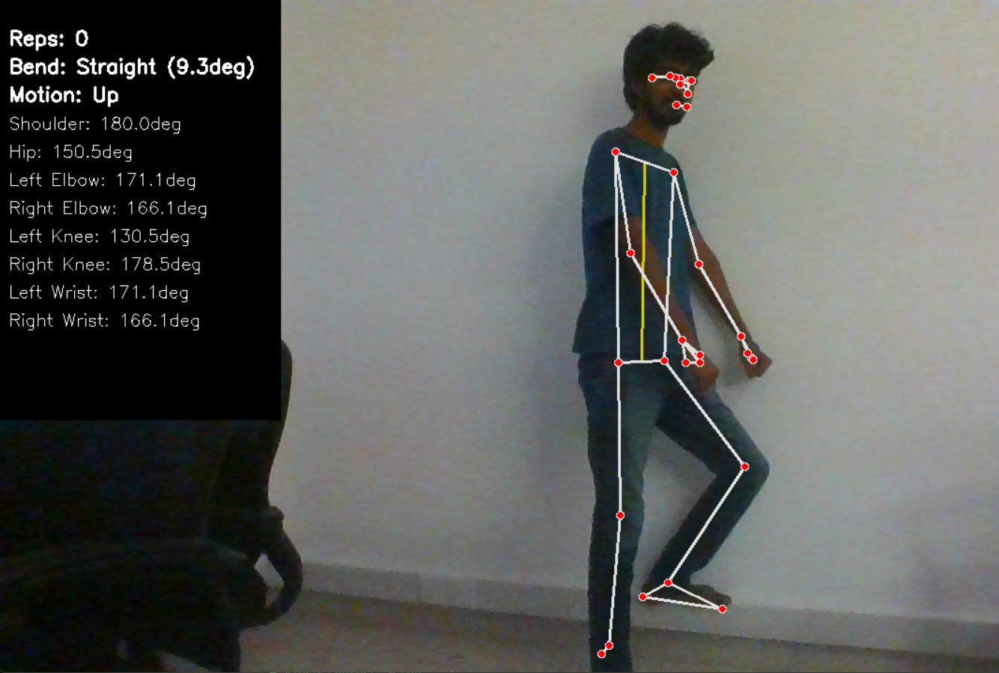 Reps: 0
Bend: Straight (9.3deg)
Motion: Up
Shoulder: 180.0deg
Hip: 150.5deg
Left Elbow: 171.1deg
Right Elbow: 166.1deg
Left Knee: 130.5deg
Right Knee: 178.5deg
Left Wrist: 171.1deg
Right Wrist: 166.1deg